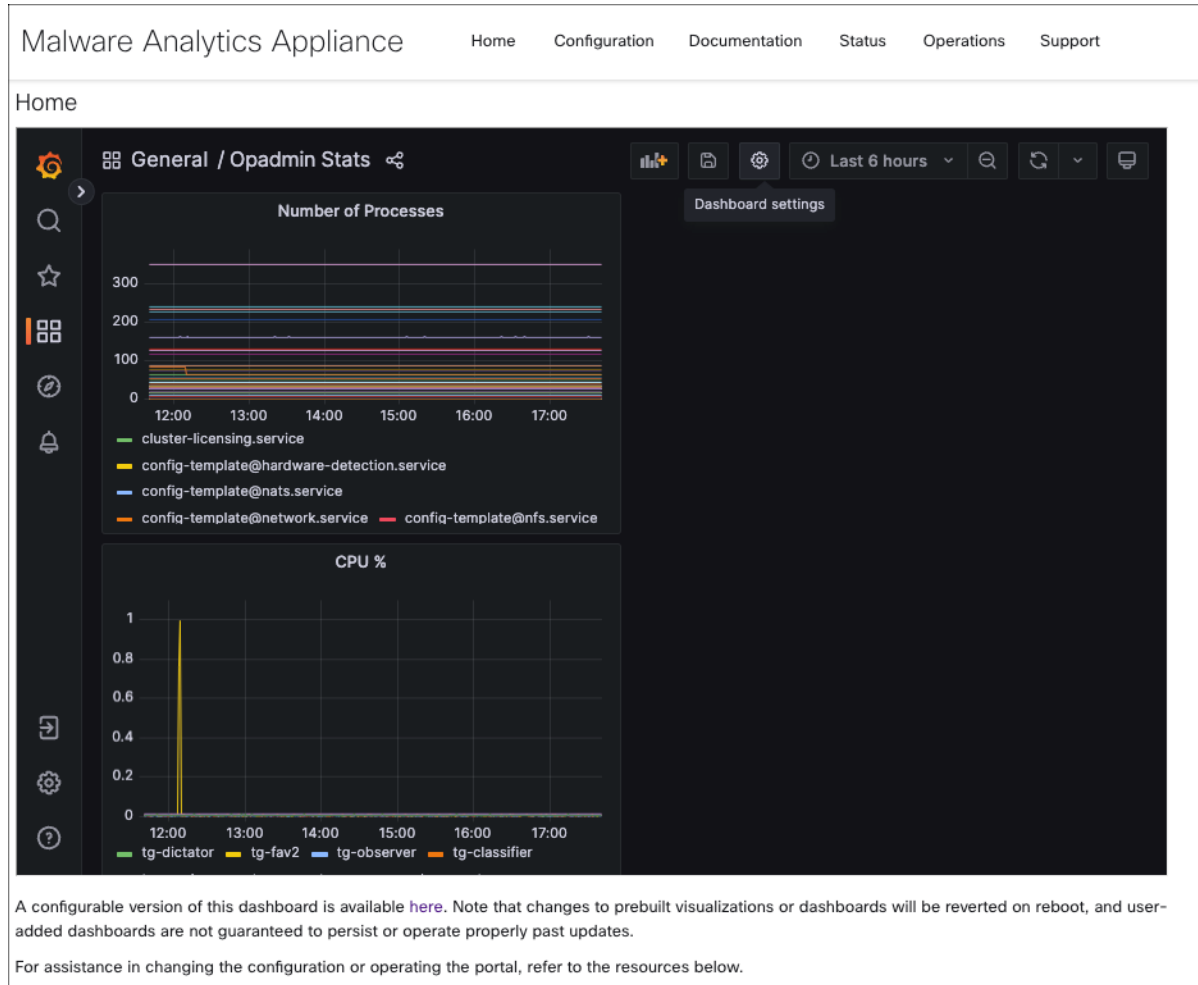 Malware Analytics Appliance Home Configuration Documentation Status Operations Support
Home
General / Opadmin Stats Last 6 hours
Dashboard settings
Number of Processes
300
200
100
0
12:00 13:00 14:00 15:00 16:00 17:00
cluster-licensing.service
config-template@hardware-detection.service
config-template@nats.service
config-template@network.service config-template@nfs.service
CPU %
1
0.8
0.6
0.4
0.2
0
12:00 13:00 14:00 15:00 16:00 17:00
tg-dictator tg-fav2 tg-observer tg-classifier
A configurable version of this dashboard is available here. Note that changes to prebuilt visualizations or dashboards will be reverted on reboot, and user-
added dashboards are not guaranteed to persist or operate properly past updates.
For assistance in changing the configuration or operating the portal, refer to the resources below.